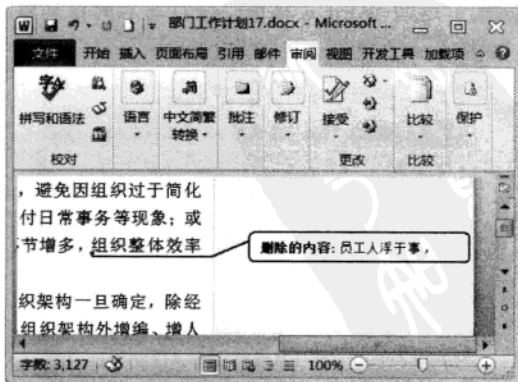 部门工作计划17.docx - Microsoft ...
文件 开始 插入 页面布局 引用 邮件 审阅 视图 开发工具 加载项
拼写和语法 语言 中文简繁转换 批注 修订 接受 比较 保护
校对 更改 比较
，避免因组织过于简化
付日常事务等现象；或
节增多，组织整体效率
删除的内容: 员工人浮于事，
织架构一旦确定，除经
组织架构外增编、增人
字数: 3,127 100%